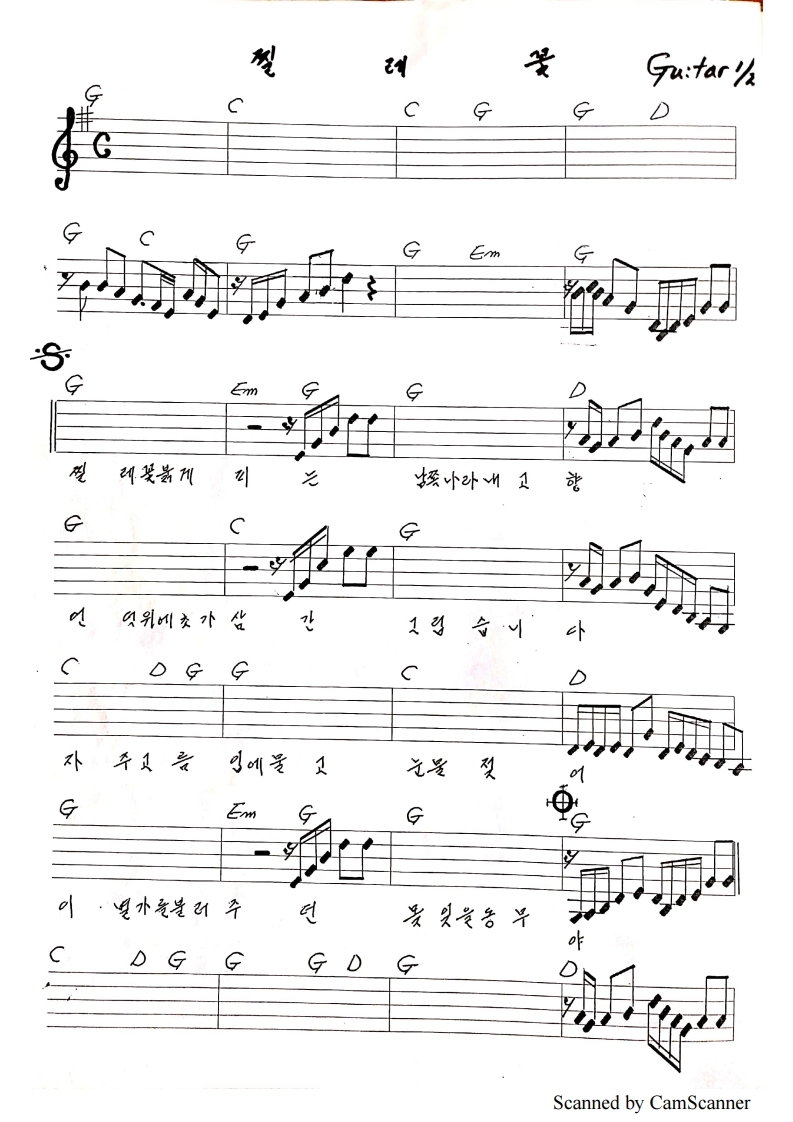 찔 레 꽃 Guitar 1/2
G C C G G D
G C G G Em G
G Em G G D
찔 레꽃붉게 피 는 남쪽나라내 고 향
G C G
언 덕위에초가 삼 간 그립 습니 다
C D G G C D
자 주고 름 입에물 고 눈물 젖 어
G Em G G G
이 별가를불러 주 던 못 잊을동 무 야
C D G G G D G D
Scanned by CamScanner